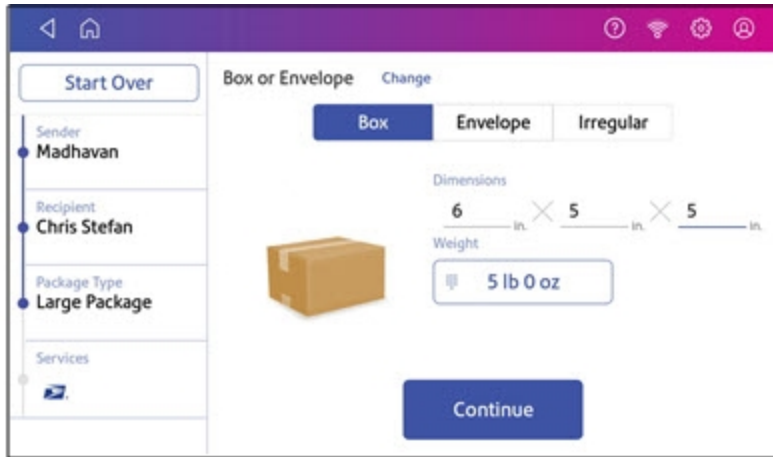 Start Over
Sender
Madhavan
Recipient
Chris Stefan
Package Type
Large Package
Services
Box or Envelope Change
Box Envelope Irregular
Dimensions
6 in. 5 in. 5 in.
Weight
5 lb 0 oz
Continue